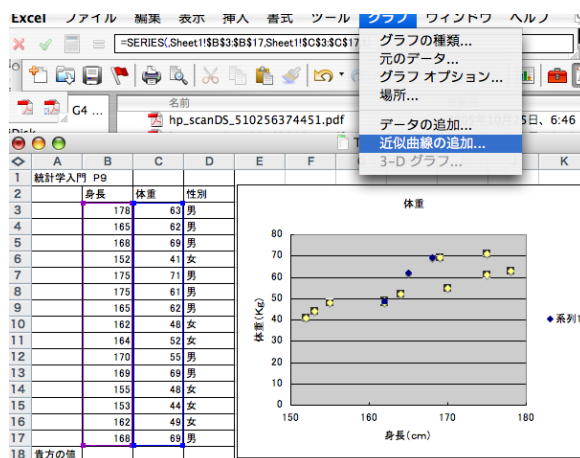 Excel ファイル 編集 表示 挿入 書式 ツール グラフ ウィンドウ ヘルプ
=SERIES(,Sheet1!$B$3:$B$17,Sheet1!$C$3:$C$17
グラフの種類...
元のデータ...
グラフ オプション...
場所...
データの追加...
近似曲線の追加...
3-D グラフ...
G4 ...
名前
hp_scanDS_510256374451.pdf
5日、6:46
A B C D E F K
1 統計学入門 P9
2 身長 体重 性別
3 178 63 男
4 165 62 男
5 168 69 男
6 152 41 女
7 175 71 男
8 175 61 男
9 165 62 男
10 162 48 女
11 164 52 女
12 170 55 男
13 169 69 男
14 155 48 女
15 153 44 女
16 162 49 女
17 168 69 男
18 貴方の値
体重
80
70
60
50
40
30
20
10
0
体重(Kg)
150 160 170 180
身長(cm)
系列1